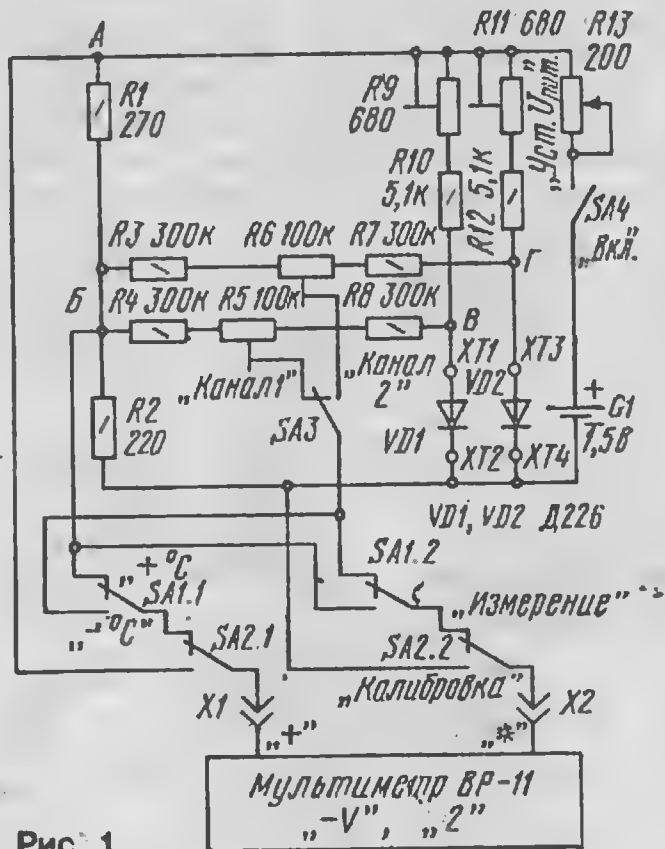 А
R11 680 R13
200
R1
270
R9
680
„Уст. Uпит.”
R10
5,1к
R12 5,1к
SA4
„Вкл.”
R3 300к R6 100к R7 300к
Г
Б
R4 300к R5 100к R8 300к
В
„Канал1”
„Канал
2”
XT1
XT3
VD2
R2
220
SA3
VD1
XT2
XT4
+
G1
1,5В
VD1, VD2 Д226
„+°C
SA1.1
„-°C”
SA1.2
„Измерение”
SA2.1
SA2.2
„Калибровка”
X1
X2
„+”
„*”
Мультиметр ВР-11
„-V”, „2”
Рис. 1